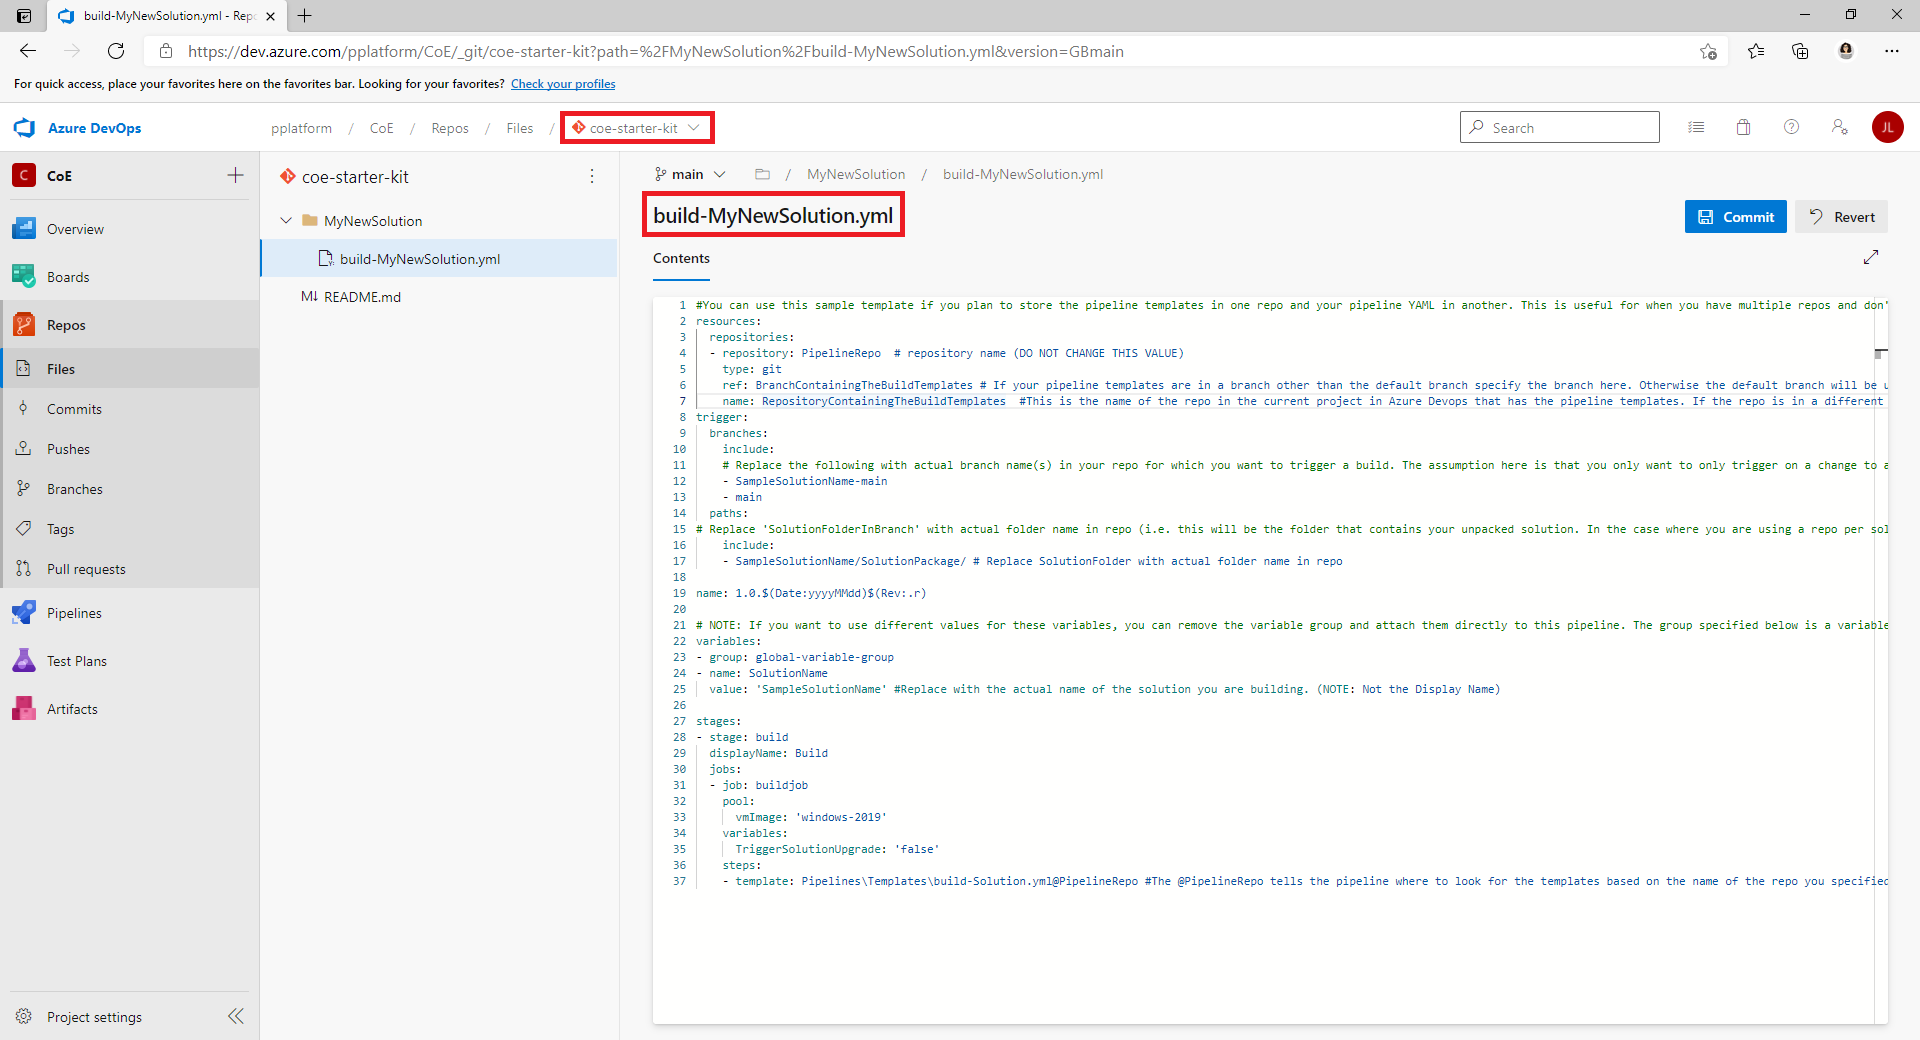 build-MyNewSolution.yml - Repo
https://dev.azure.com/pplatform/CoE/_git/coe-starter-kit?path=%2FMyNewSolution%2Fbuild-MyNewSolution.yml&version=GBmain
For quick access, place your favorites here on the favorites bar. Looking for your favorites? Check your profiles
Azure DevOps
pplatform / CoE / Repos / Files / coe-starter-kit
Search
JL
C CoE
Overview
Boards
Repos
Files
Commits
Pushes
Branches
Tags
Pull requests
Pipelines
Test Plans
Artifacts
Project settings
coe-starter-kit
MyNewSolution
build-MyNewSolution.yml
M↓ README.md
main / MyNewSolution / build-MyNewSolution.yml
build-MyNewSolution.yml
Commit
Revert
Contents
1 #You can use this sample template if you plan to store the pipeline templates in one repo and your pipeline YAML in another. This is useful for when you have multiple repos and don'
2 resources:
3 repositories:
4 - repository: PipelineRepo # repository name (DO NOT CHANGE THIS VALUE)
5 type: git
6 ref: BranchContainingTheBuildTemplates # If your pipeline templates are in a branch other than the default branch specify the branch here. Otherwise the default branch will be u
7 name: RepositoryContainingTheBuildTemplates #This is the name of the repo in the current project in Azure Devops that has the pipeline templates. If the repo is in a different
8 trigger:
9 branches:
10 include:
11 # Replace the following with actual branch name(s) in your repo for which you want to trigger a build. The assumption here is that you only want to only trigger on a change to a
12 - SampleSolutionName-main
13 - main
14 paths:
15 # Replace 'SolutionFolderInBranch' with actual folder name in repo (i.e. this will be the folder that contains your unpacked solution. In the case where you are using a repo per sol
16 include:
17 - SampleSolutionName/SolutionPackage/ # Replace SolutionFolder with actual folder name in repo
18
19 name: 1.0.$(Date:yyyyMMdd)$(Rev:.r)
20
21 # NOTE: If you want to use different values for these variables, you can remove the variable group and attach them directly to this pipeline. The group specified below is a variable
22 variables:
23 - group: global-variable-group
24 - name: SolutionName
25 value: 'SampleSolutionName' #Replace with the actual name of the solution you are building. (NOTE: Not the Display Name)
26
27 stages:
28 - stage: build
29 displayName: Build
30 jobs:
31 - job: buildjob
32 pool:
33 vmImage: 'windows-2019'
34 variables:
35 TriggerSolutionUpgrade: 'false'
36 steps:
37 - template: Pipelines\Templates\build-Solution.yml@PipelineRepo #The @PipelineRepo tells the pipeline where to look for the templates based on the name of the repo you specified